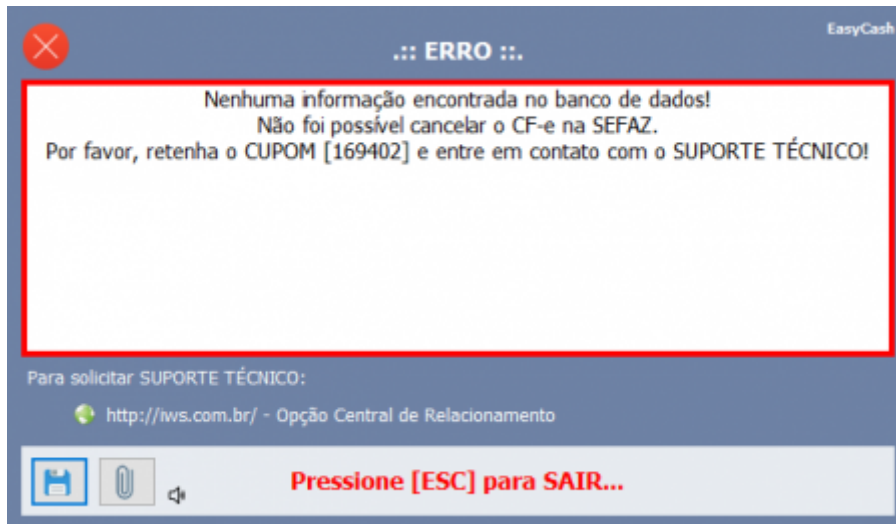 EasyCash
.:: ERRO ::.
Nenhuma informação encontrada no banco de dados!
Não foi possível cancelar o CF-e na SEFAZ.
Por favor, retenha o CUPOM [169402] e entre em contato com o SUPORTE TÉCNICO!
Para solicitar SUPORTE TÉCNICO:
http://iws.com.br/ - Opção Central de Relacionamento
Pressione [ESC] para SAIR...